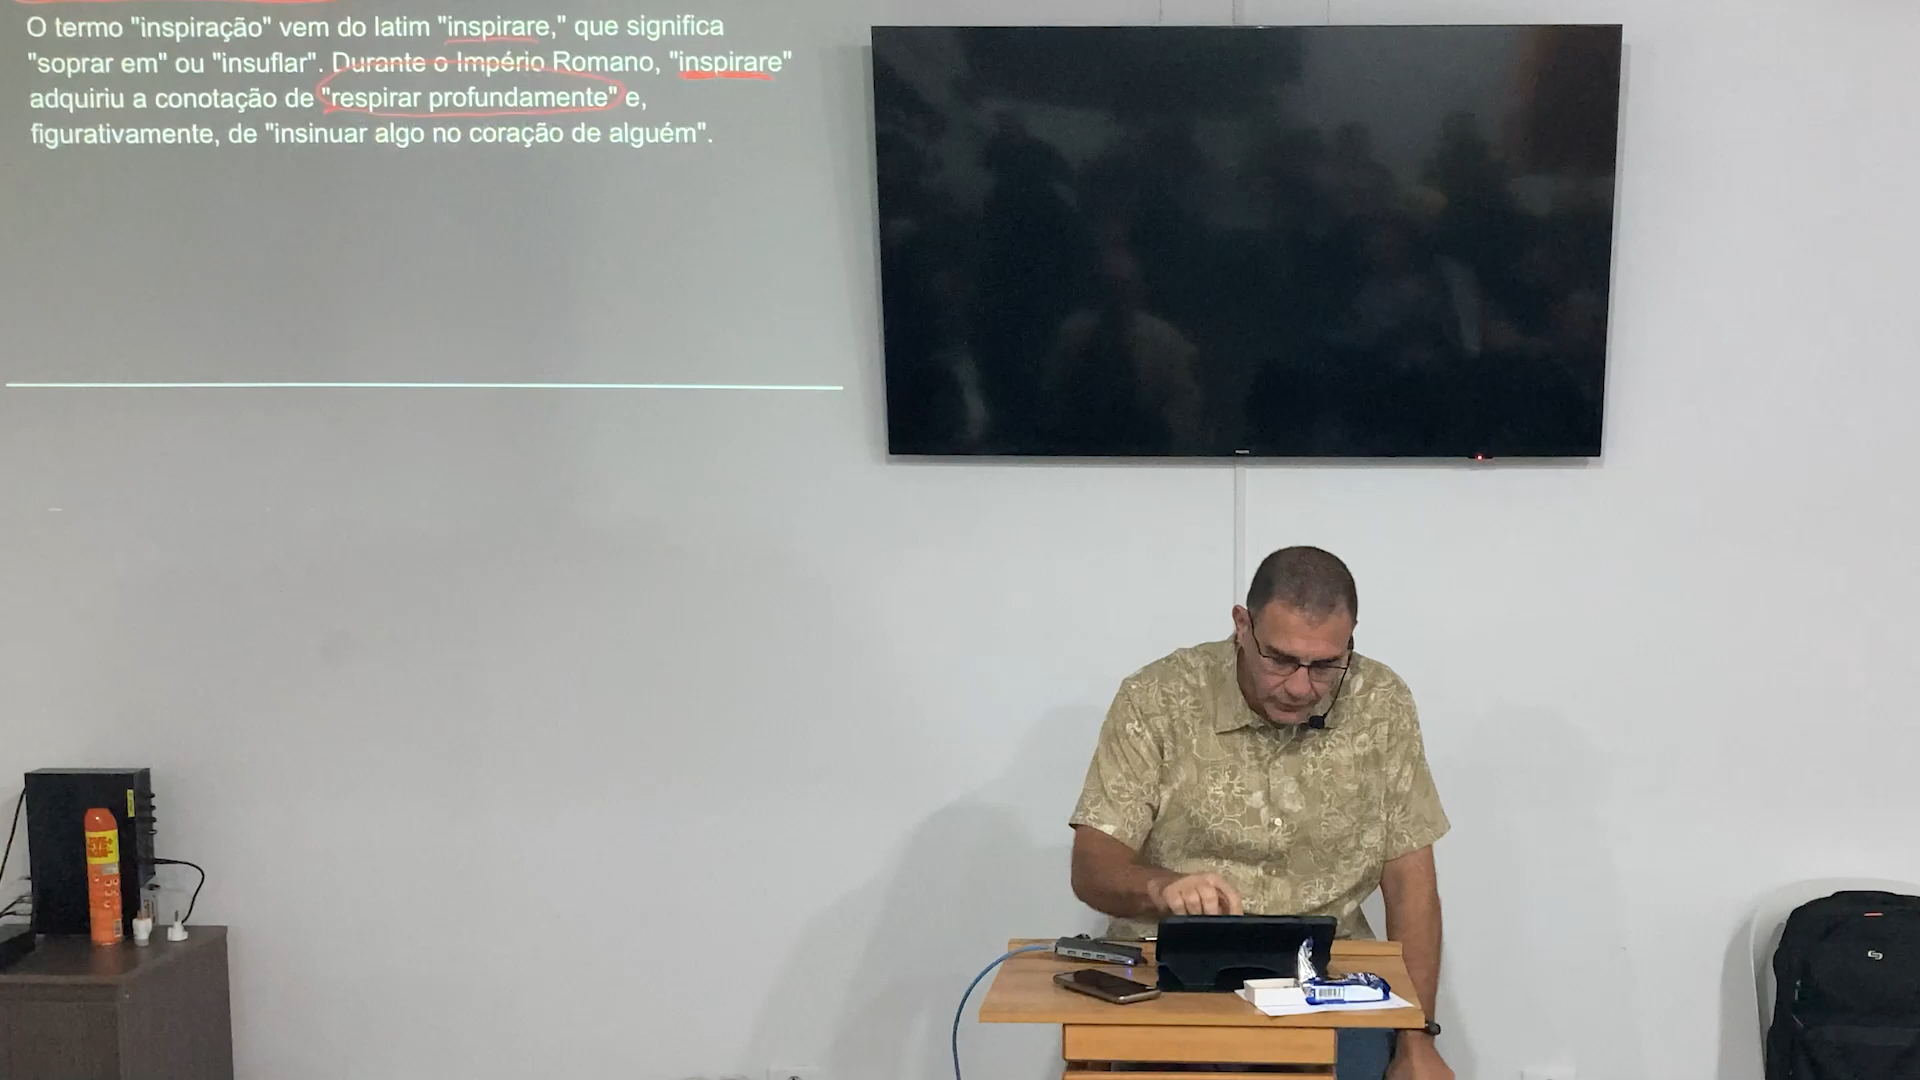 O termo "inspiração" vem do latim "inspirare," que significa
"soprar em" ou "insuflar". Durante o Império Romano, "inspirare"
adquiriu a conotação de "respirar profundamente" e,
figurativamente, de "insinuar algo no coração de alguém".
PHILIPS